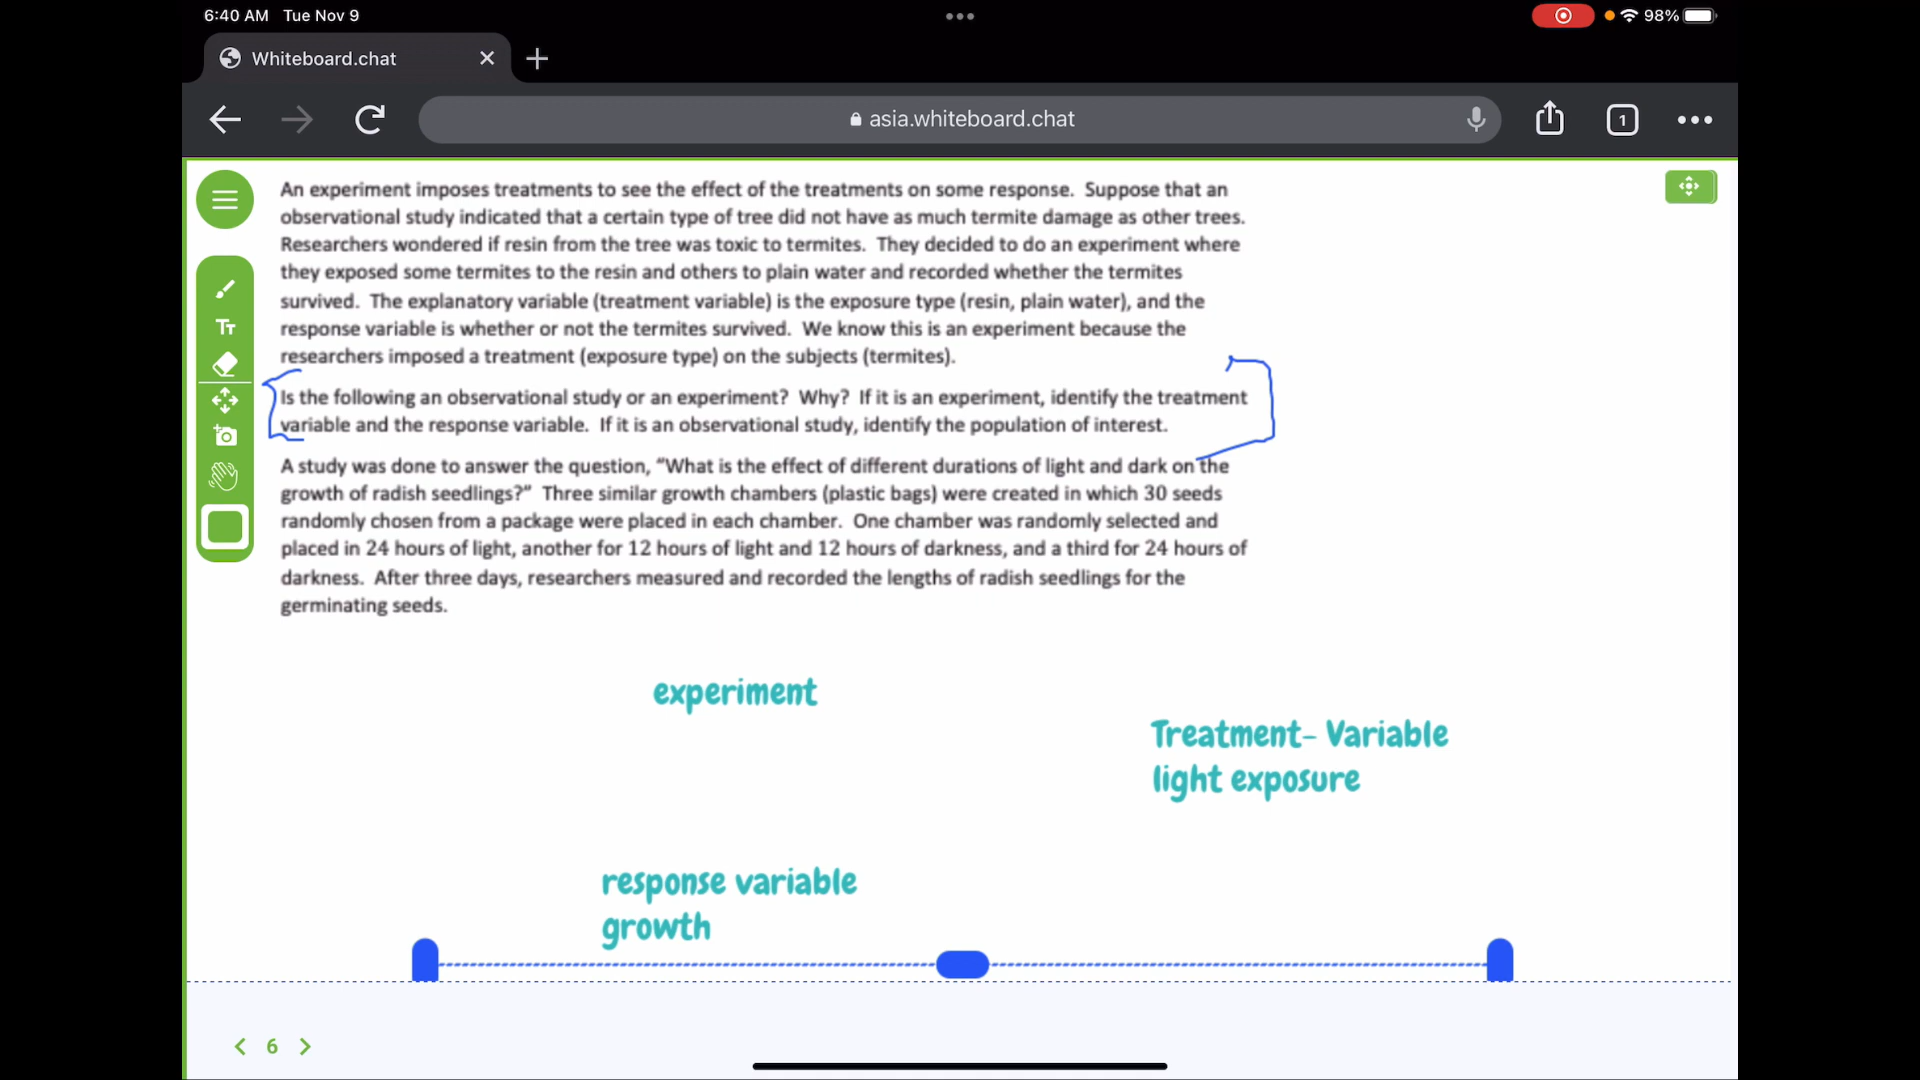 6:40 AM Tue Nov 9
98%
Whiteboard.chat
asia.whiteboard.chat
1
An experiment imposes treatments to see the effect of the treatments on some response. Suppose that an
observational study indicated that a certain type of tree did not have as much termite damage as other trees.
Researchers wondered if resin from the tree was toxic to termites. They decided to do an experiment where
they exposed some termites to the resin and others to plain water and recorded whether the termites
survived. The explanatory variable (treatment variable) is the exposure type (resin, plain water), and the
response variable is whether or not the termites survived. We know this is an experiment because the
researchers imposed a treatment (exposure type) on the subjects (termites).
Is the following an observational study or an experiment? Why? If it is an experiment, identify the treatment
variable and the response variable. If it is an observational study, identify the population of interest.
A study was done to answer the question, "What is the effect of different durations of light and dark on the
growth of radish seedlings?" Three similar growth chambers (plastic bags) were created in which 30 seeds
randomly chosen from a package were placed in each chamber. One chamber was randomly selected and
placed in 24 hours of light, another for 12 hours of light and 12 hours of darkness, and a third for 24 hours of
darkness. After three days, researchers measured and recorded the lengths of radish seedlings for the
germinating seeds.
experiment
Treatment- Variable
light exposure
response variable
growth
6